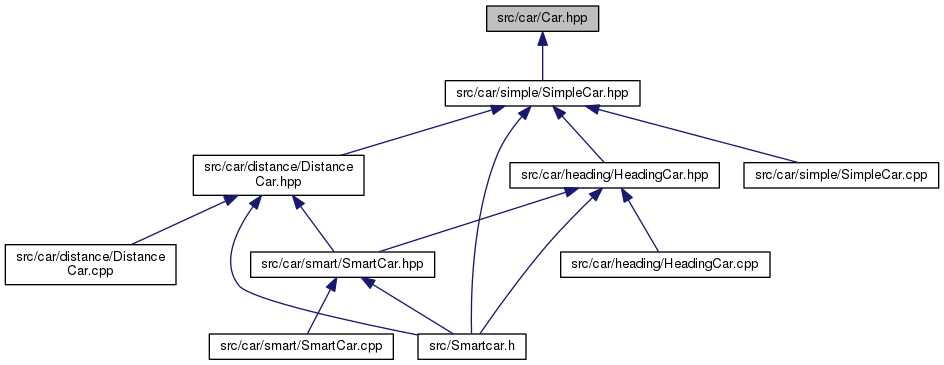 src/car/Car.hpp
src/car/simple/SimpleCar.hpp
src/car/distance/Distance
Car.hpp
src/car/heading/HeadingCar.hpp
src/car/simple/SimpleCar.cpp
src/car/distance/Distance
Car.cpp
src/car/smart/SmartCar.hpp
src/car/heading/HeadingCar.cpp
src/car/smart/SmartCar.cpp
src/Smartcar.h